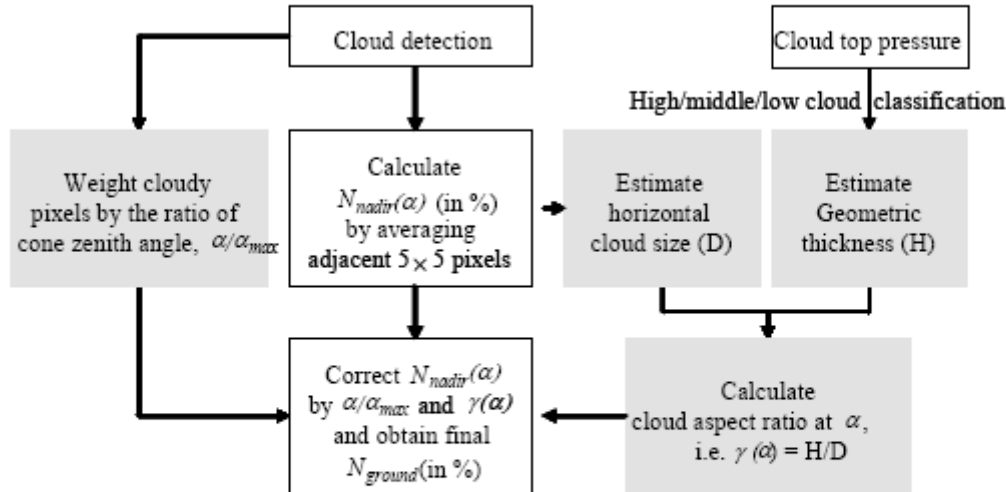 Cloud detection
Cloud top pressure
High/middle/low cloud classification
Weight cloudy
pixels by the ratio of
cone zenith angle, α/αmax
Calculate
Nnadir(α) (in %)
by averaging
adjacent 5× 5 pixels
Estimate
horizontal
cloud size (D)
Estimate
Geometric
thickness (H)
Correct Nnadir(α)
by α/αmax and γ(α)
and obtain final
Nground(in %)
Calculate
cloud aspect ratio at α,
i.e. γ(α) = H/D